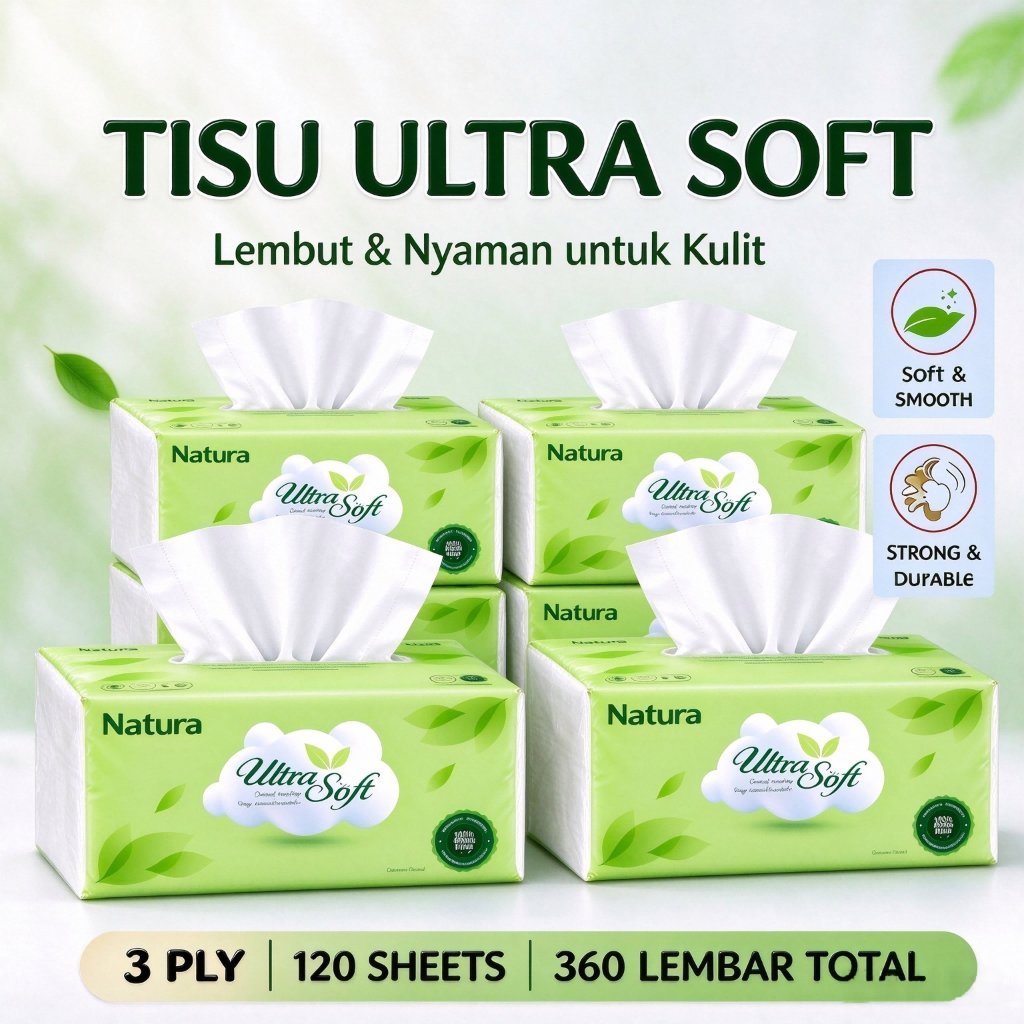 TISU ULTRA SOFT
Lembut & Nyaman untuk Kulit
Soft &
SMOOTH
STRONG &
DURABLE
Natura
Ultra
Soft
Natura
Ultra
Soft
Natura
Natura
Ultra
Soft
Natura
Ultra
Soft
3 PLY | 120 SHEETS | 360 LEMBAR TOTAL